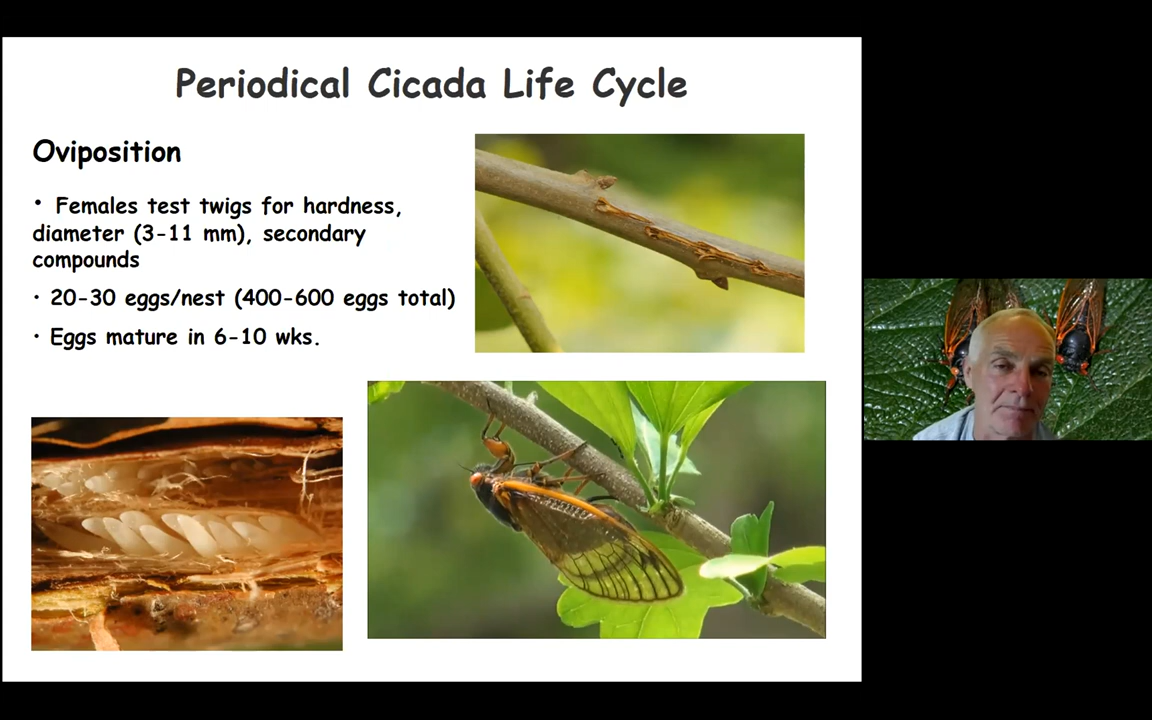 Periodical Cicada Life Cycle
Oviposition
• Females test twigs for hardness,
diameter (3-11 mm), secondary
compounds
• 20-30 eggs/nest (400-600 eggs total)
• Eggs mature in 6-10 wks.